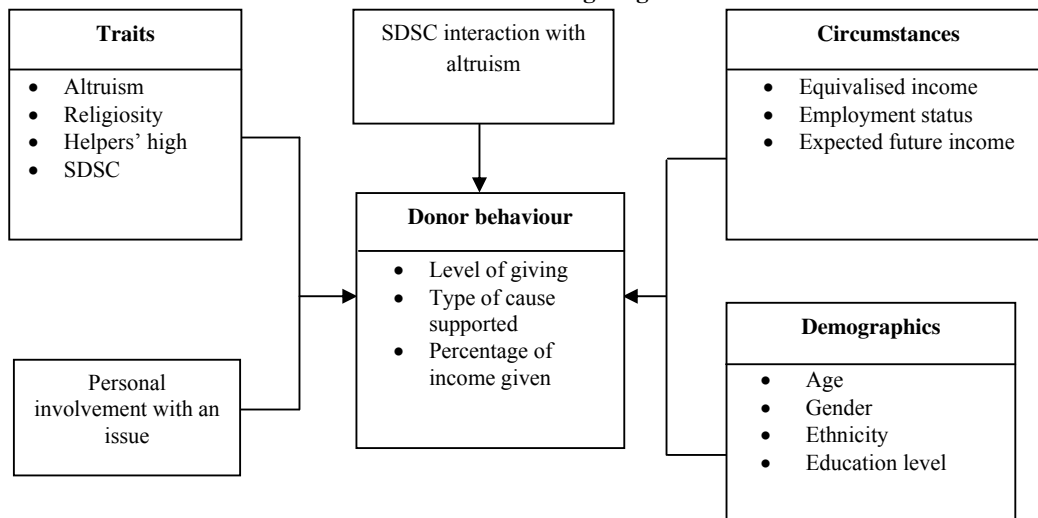 Traits
• Altruism
• Religiosity
• Helpers’ high
• SDSC
SDSC interaction with
altruism
Circumstances
• Equivalised income
• Employment status
• Expected future income
Donor behaviour
• Level of giving
• Type of cause
supported
• Percentage of
income given
Personal
involvement with an
issue
Demographics
• Age
• Gender
• Ethnicity
• Education level